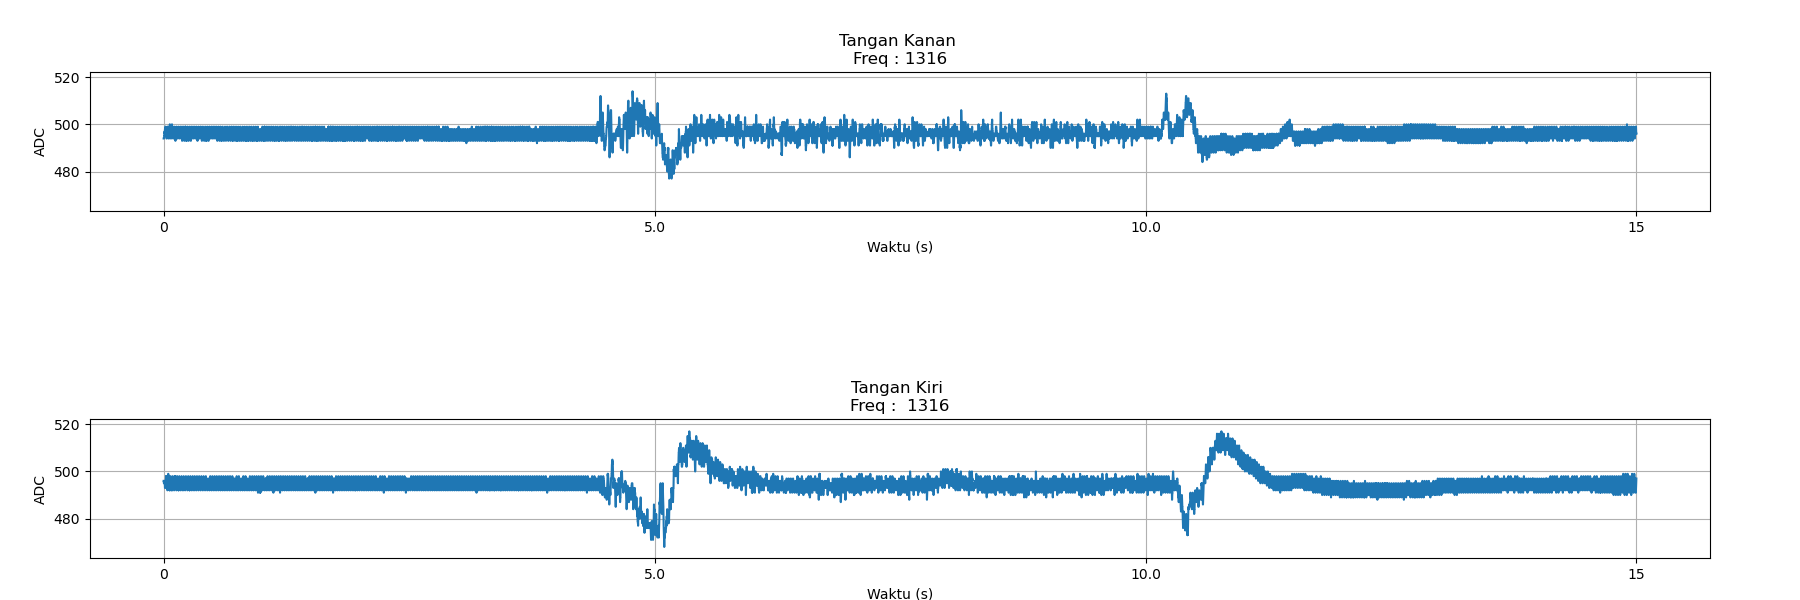 Tangan Kanan
Freq : 1316
520
500
480
ADC
0 5.0 10.0 15
Waktu (s)
Tangan Kiri
Freq :  1316
520
500
480
ADC
0 5.0 10.0 15
Waktu (s)